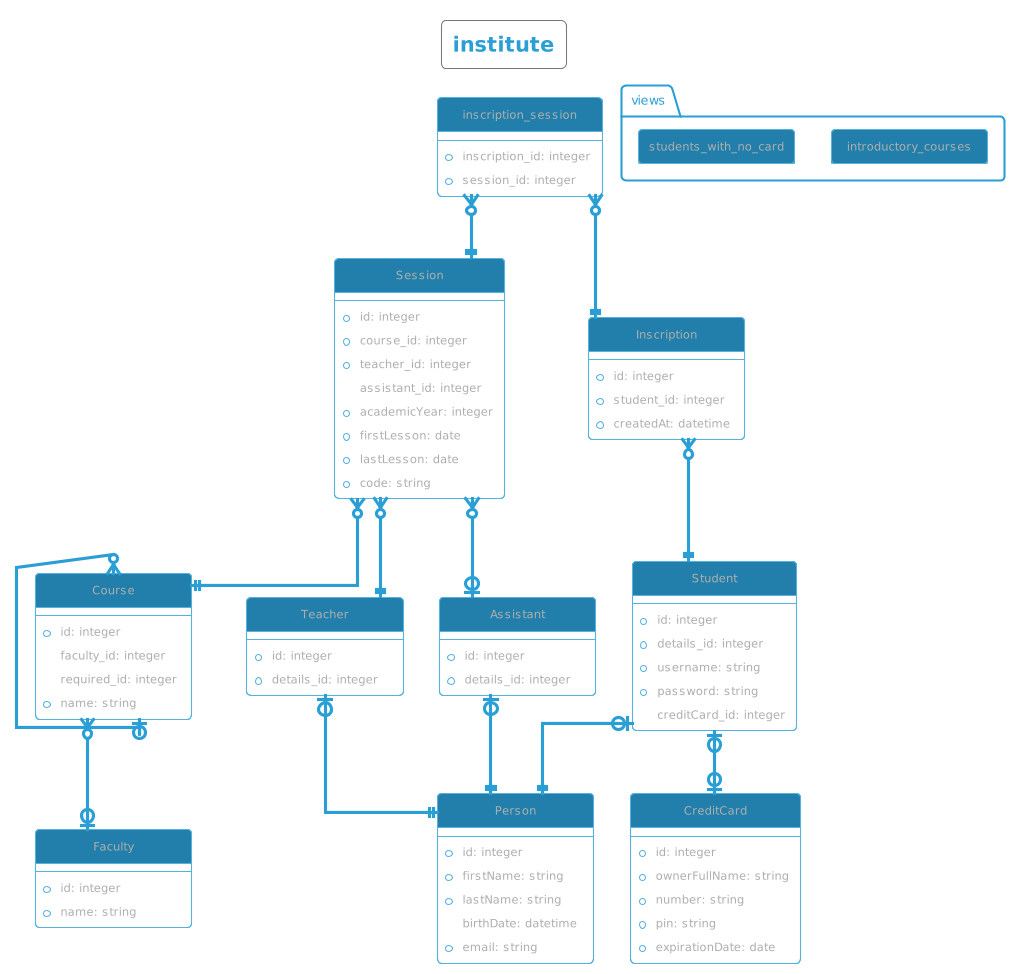 institute
views
students_with_no_card
introductory_courses
inscription_session
inscription_id: integer
session_id: integer
Session
id: integer
course_id: integer
teacher_id: integer
assistant_id: integer
academicYear: integer
firstLesson: date
lastLesson: date
code: string
Inscription
id: integer
student_id: integer
createdAt: datetime
Course
id: integer
faculty_id: integer
required_id: integer
name: string
Teacher
id: integer
details_id: integer
Assistant
id: integer
details_id: integer
Student
id: integer
details_id: integer
username: string
password: string
creditCard_id: integer
Faculty
id: integer
name: string
Person
id: integer
firstName: string
lastName: string
birthDate: datetime
email: string
CreditCard
id: integer
ownerFullName: string
number: string
pin: string
expirationDate: date